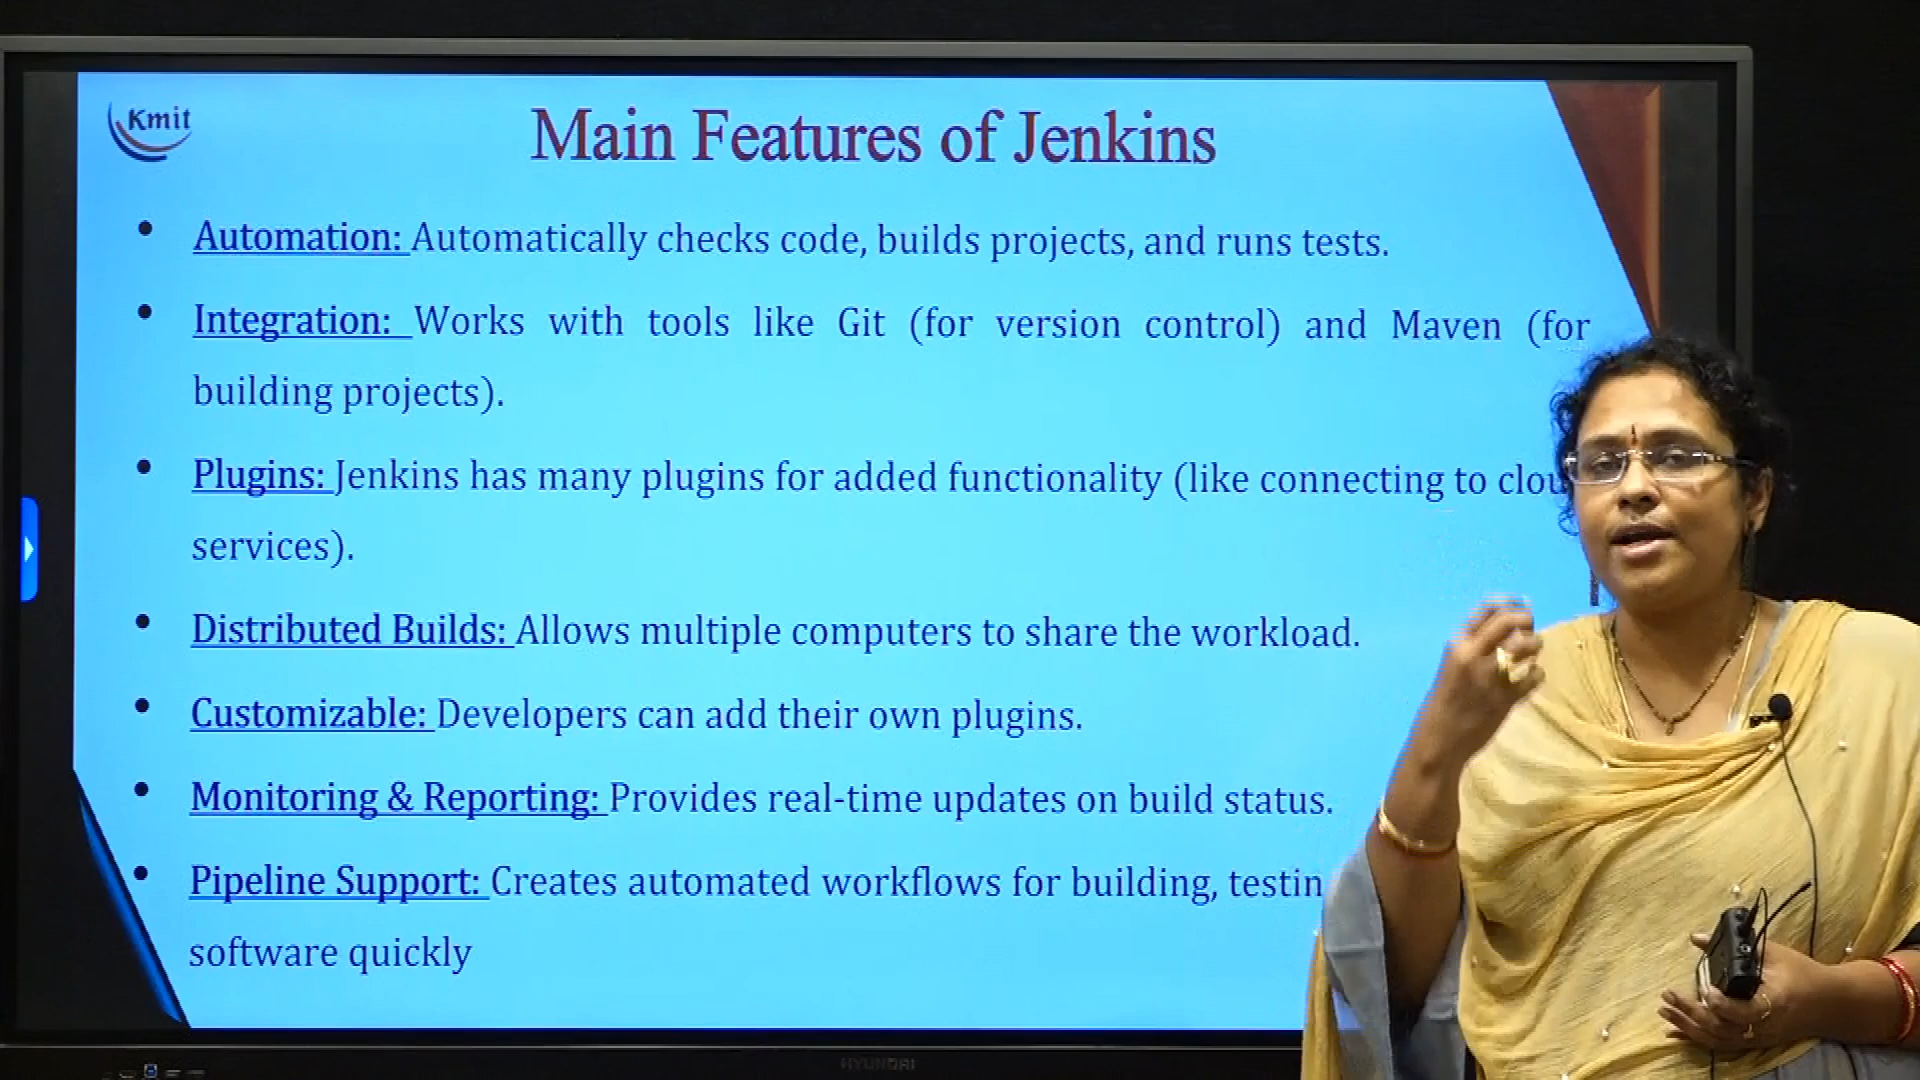 Kmit
Main Features of Jenkins
• Automation: Automatically checks code, builds projects, and runs tests.
• Integration: Works with tools like Git (for version control) and Maven (for
building projects).
• Plugins: Jenkins has many plugins for added functionality (like connecting to
services).
• Distributed Builds: Allows multiple computers to share the workload.
• Customizable: Developers can add their own plugins.
• Monitoring & Reporting: Provides real-time updates on build status.
• Pipeline Support: Creates automated workflows for building,
software quickly
HYUNDAI